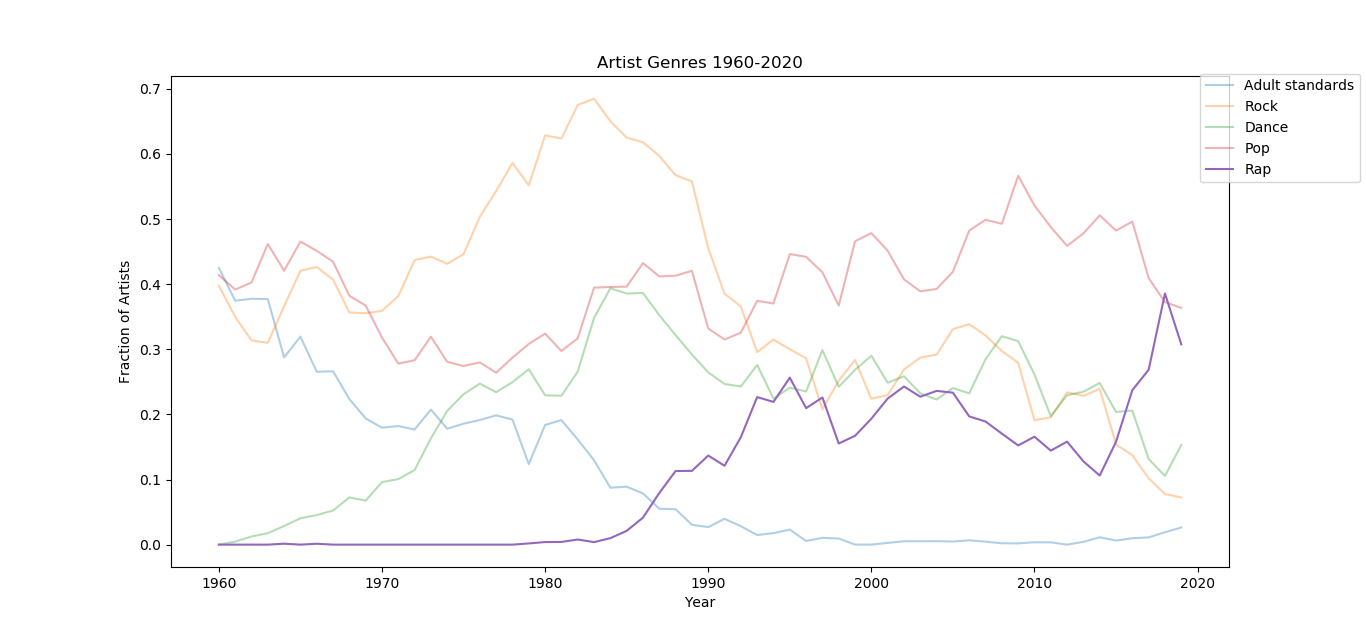 Artist Genres 1960-2020
Adult standards
Rock
Dance
Pop
Rap
Fraction of Artists
0.7
0.6
0.5
0.4
0.3
0.2
0.1
0.0
1960 1970 1980 1990 2000 2010 2020
Year